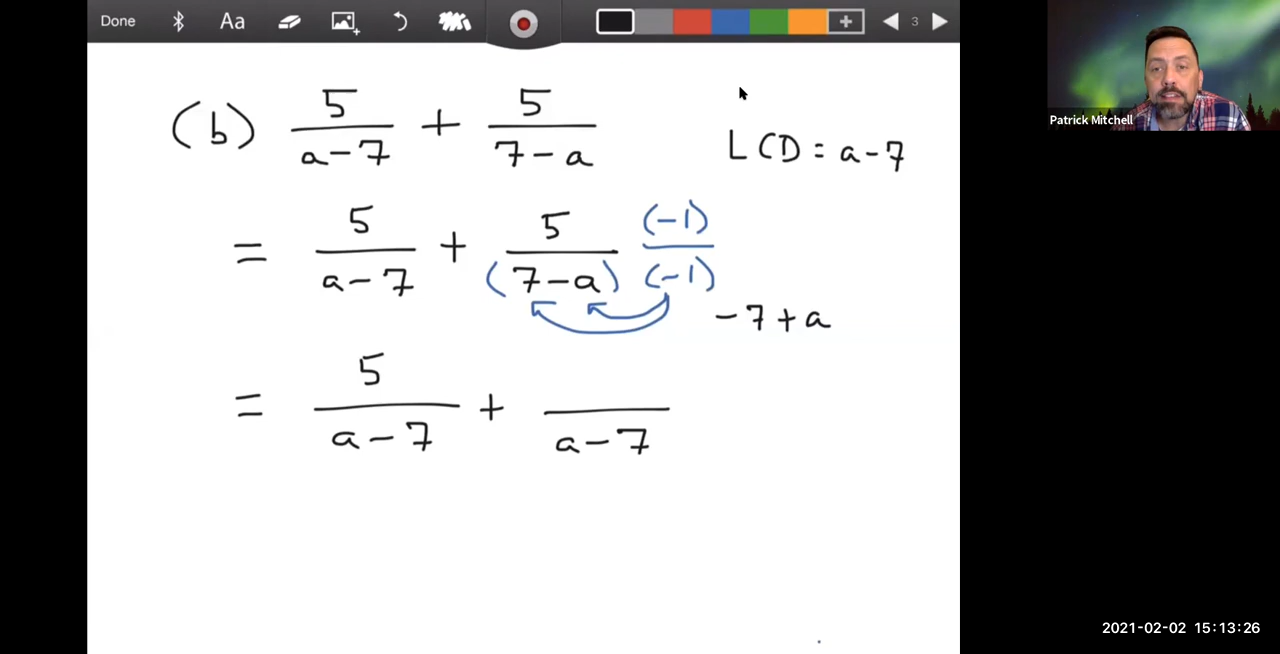 Done Aa 3
(b) 5/(a-7) + 5/(7-a) LCD = a-7
= 5/(a-7) + 5/(7-a) (-1)/(-1)
-7+a
= 5/(a-7) + /(a-7)
Patrick Mitchell
2021-02-02 15:13:26